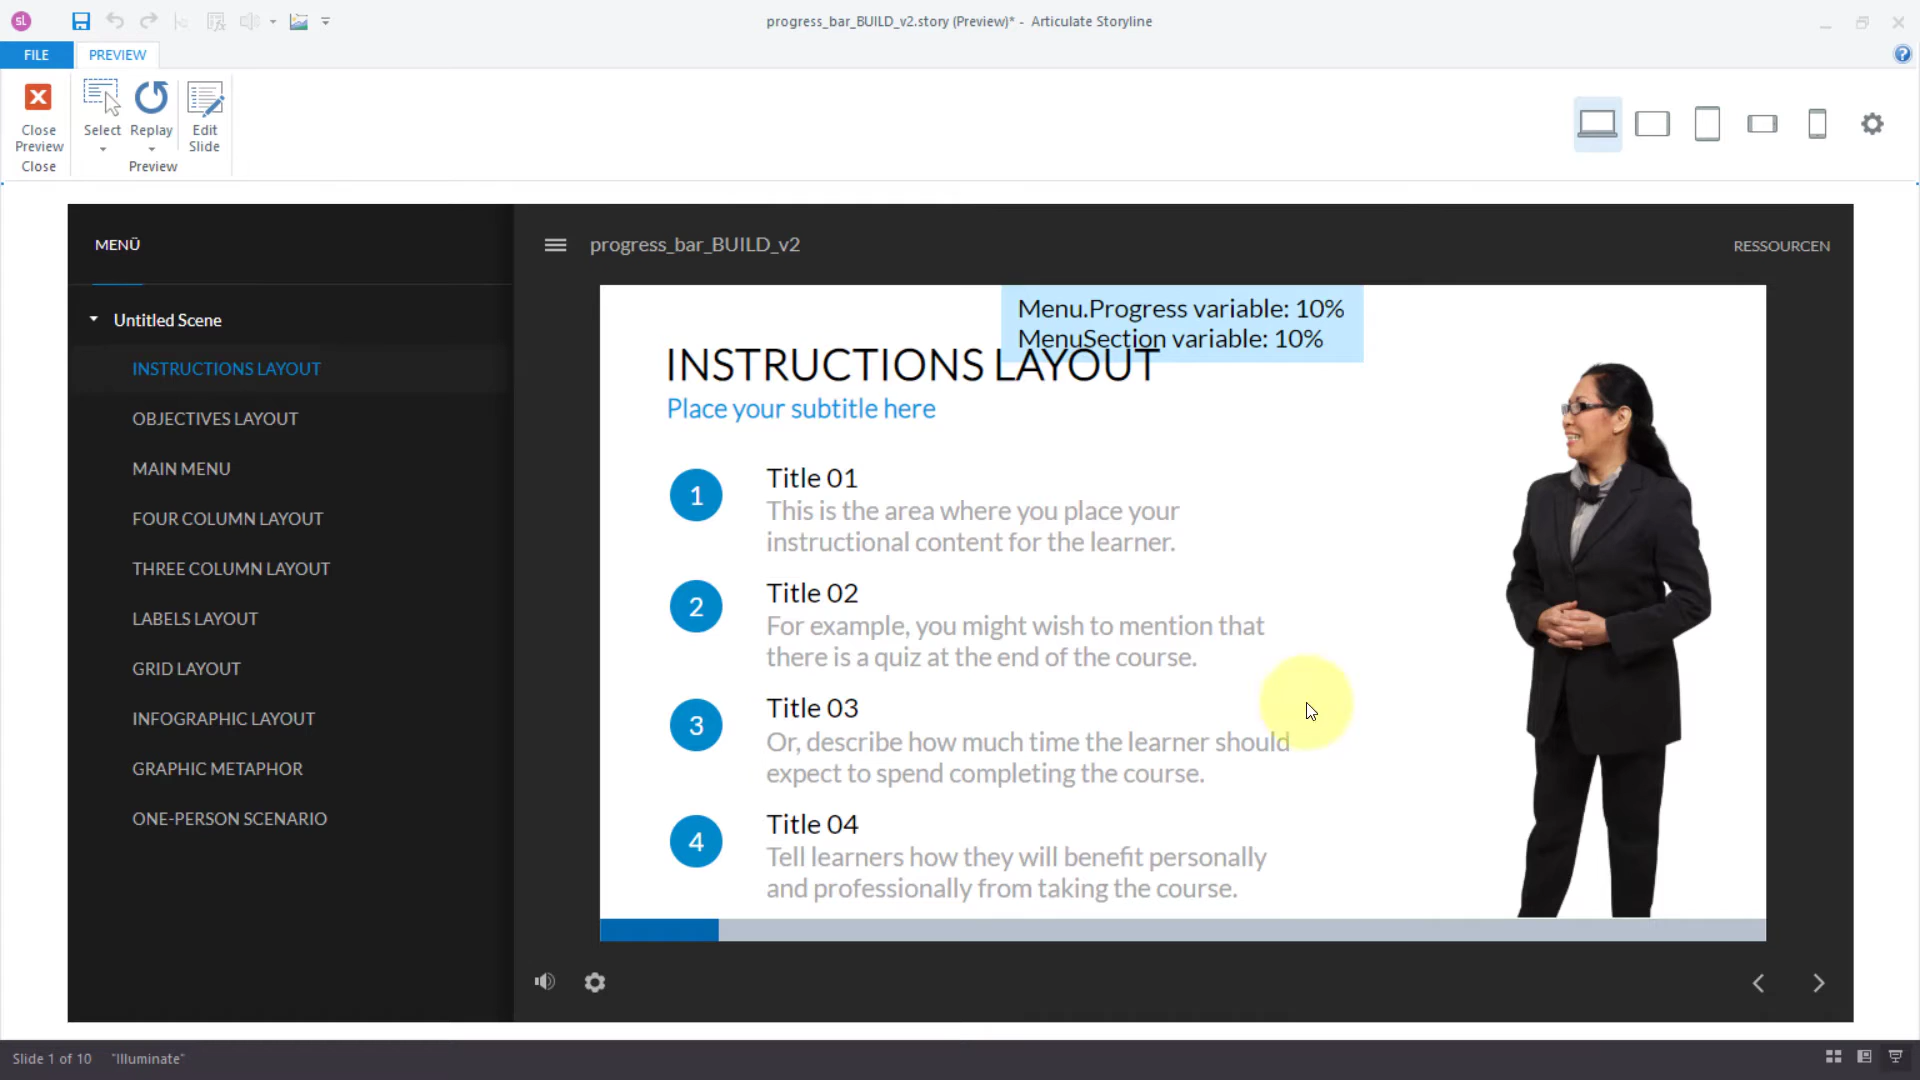 sl
progress_bar_BUILD_v2.story (Preview)* - Articulate Storyline
FILE
PREVIEW
?
Close
Preview
Select
Replay
Edit
Slide
Close
Preview
MENÜ
progress_bar_BUILD_v2
RESSOURCEN
Untitled Scene
INSTRUCTIONS LAYOUT
OBJECTIVES LAYOUT
MAIN MENU
FOUR COLUMN LAYOUT
THREE COLUMN LAYOUT
LABELS LAYOUT
GRID LAYOUT
INFOGRAPHIC LAYOUT
GRAPHIC METAPHOR
ONE-PERSON SCENARIO
Menu.Progress variable: 10%
MenuSection variable: 10%
INSTRUCTIONS LAYOUT
Place your subtitle here
1
Title 01
This is the area where you place your
instructional content for the learner.
2
Title 02
For example, you might wish to mention that
there is a quiz at the end of the course.
3
Title 03
Or, describe how much time the learner should
expect to spend completing the course.
4
Title 04
Tell learners how they will benefit personally
and professionally from taking the course.
Slide 1 of 10
"Illuminate"